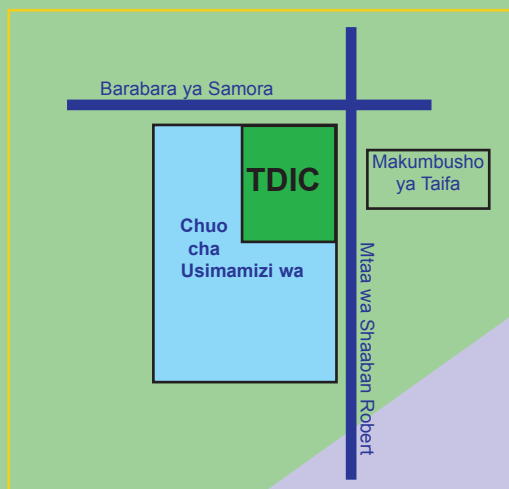 Barabara ya Samora
TDIC
Makumbusho
ya Taifa
Chuo
cha
Usimamizi wa
Mtaa wa Shaaban Robert